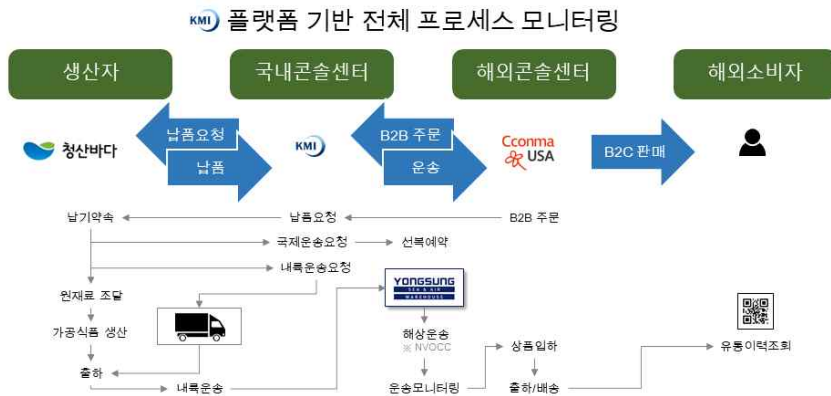 KMI 플랫폼 기반 전체 프로세스 모니터링
생산자
국내콘솔센터
해외콘솔센터
해외소비자
납품요청
B2B 주문
청산바다
KMI
Cconma
USA
B2C 판매
납품
운송
납기약속
납품요청
B2B 주문
국제운송요청
선복예약
내륙운송요청
YONGSUNG
SEA & AIR
WAREHOUSE
원재료 조달
가공식품 생산
해상운송
※ NVOCC
상품입하
유통이력조회
출하
내륙운송
운송모니터링
출하/배송